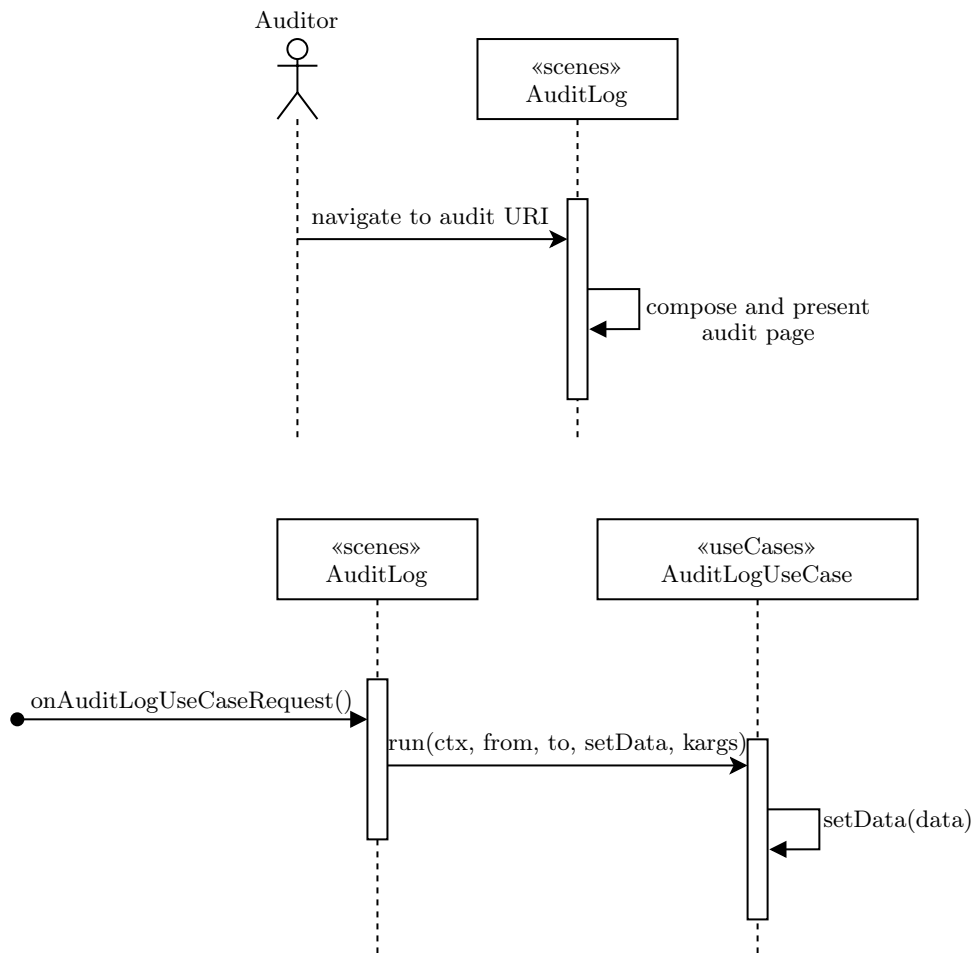 Auditor
«scenes»
AuditLog
navigate to audit URI
compose and present
audit page
«scenes»
AuditLog
«useCases»
AuditLogUseCase
onAuditLogUseCaseRequest()
run(ctx, from, to, setData, kargs)
setData(data)